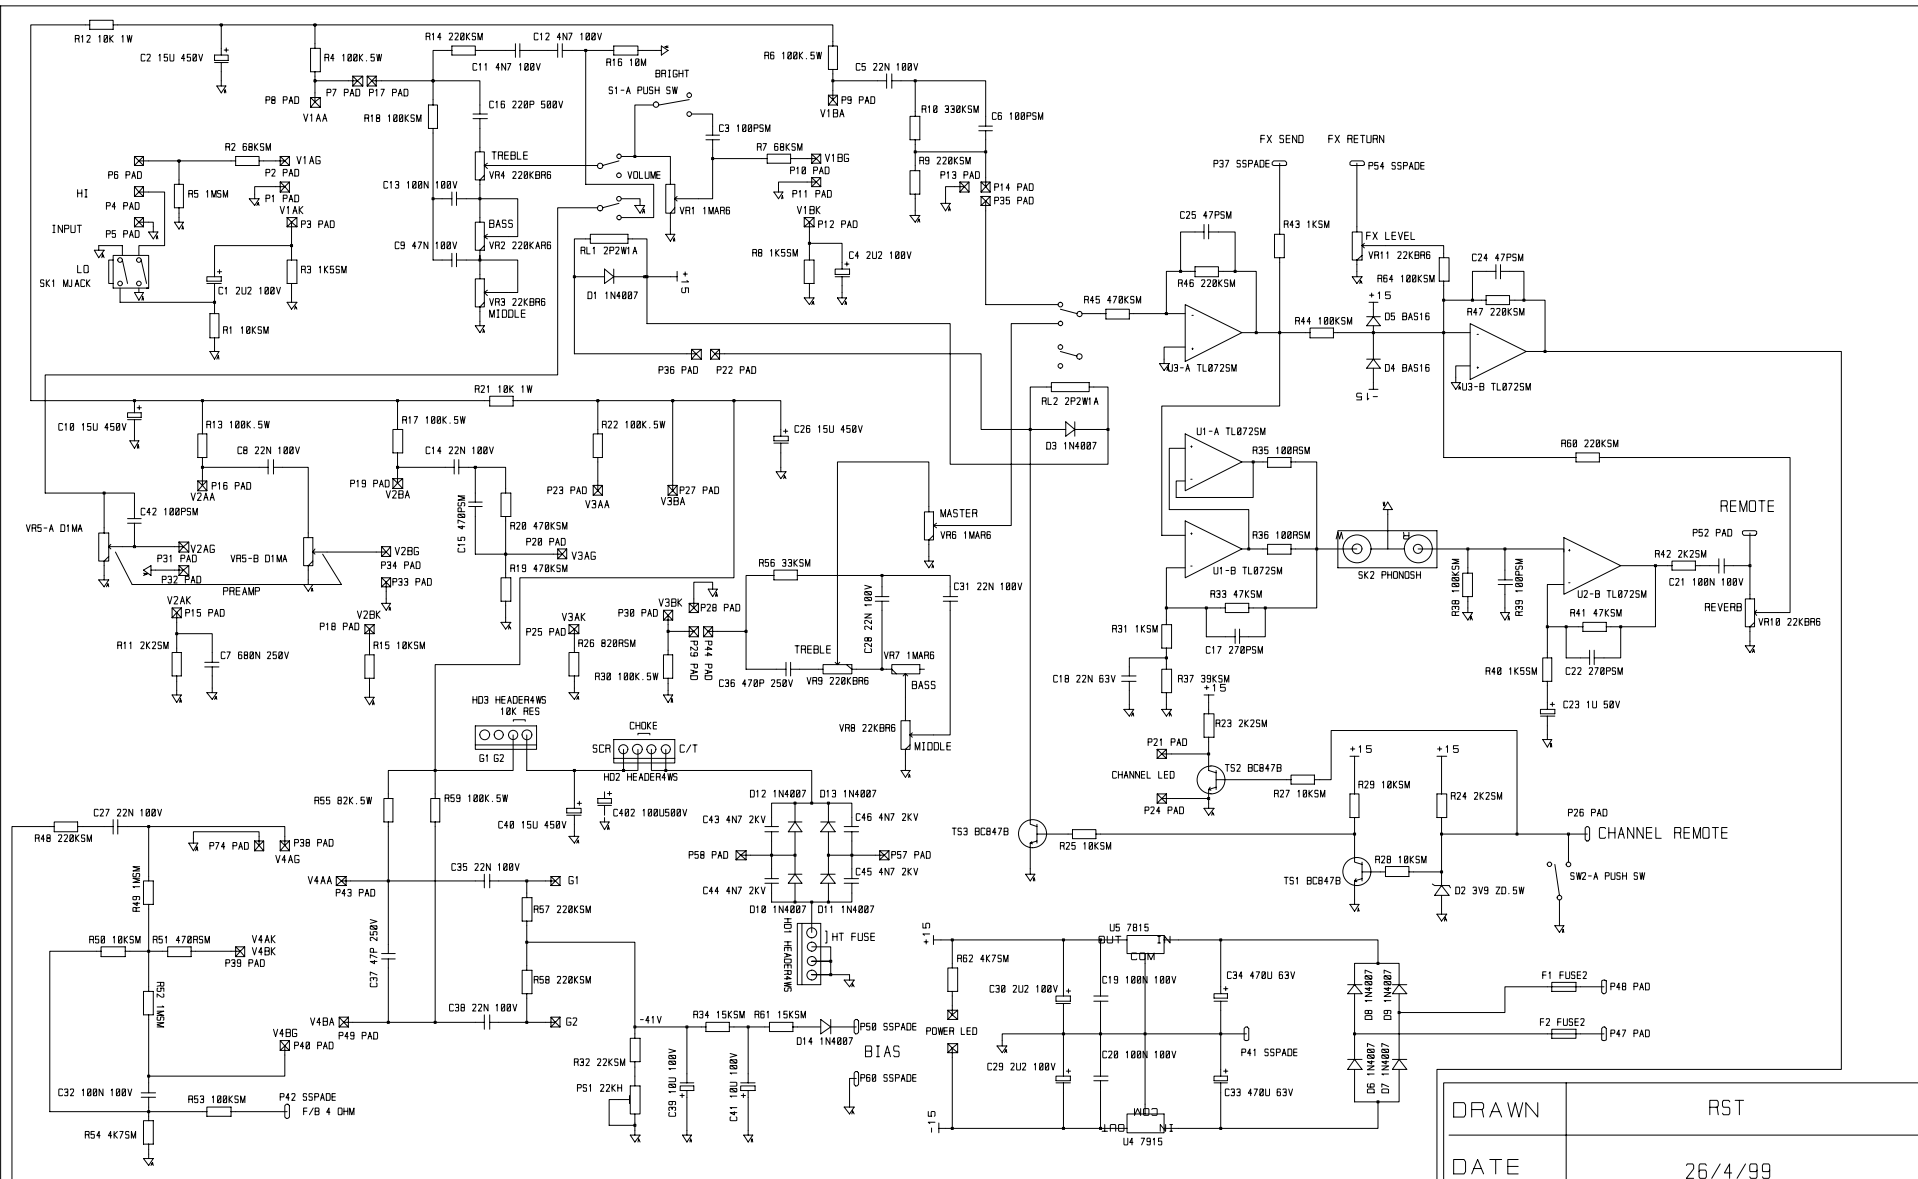 R12 10K 1W
C2 15U 450V
R4 100K.5W
P8 PAD
V1AA
P7 PAD
P17 PAD
R14 220KSM
C12 4N7 100V
C11 4N7 100V
R16 10M
BRIGHT
S1-A PUSH SW
C16 220P 500V
R18 100KSM
C3 100PSM
R6 100K.5W
C5 22N 100V
P9 PAD
V1BA
R10 330KSM
C6 100PSM
R2 68KSM
V1AG
P2 PAD
P6 PAD
R5 1MSM
P1 PAD
V1AK
P3 PAD
HI
P4 PAD
INPUT
P5 PAD
LO
SK1 MJACK
C1 2U2 100V
R3 1K5SM
R1 10KSM
TREBLE
VR4 220KBR6
C13 100N 100V
BASS
VR2 220KAR6
C9 47N 100V
VR3 22KBR6
MIDDLE
VOLUME
VR1 1MAR6
R7 68KSM
V1BG
P10 PAD
P11 PAD
V1BK
P12 PAD
R8 1K5SM
C4 2U2 100V
R9 220KSM
P13 PAD
P14 PAD
P35 PAD
RL1 2P2W1A
D1 1N4007
+15
P36 PAD
P22 PAD
FX SEND
P37 SSPADE
FX RETURN
P54 SSPADE
C25 47PSM
R46 220KSM
R43 1KSM
FX LEVEL
VR11 22KBR6
R64 100KSM
C24 47PSM
R47 220KSM
R45 470KSM
U3-A TL072SM
R44 100KSM
+15
D5 BAS16
D4 BAS16
-15
U3-B TL072SM
RL2 2P2W1A
D3 1N4007
R21 10K 1W
C10 15U 450V
R13 100K.5W
C8 22N 100V
P16 PAD
V2AA
R17 100K.5W
C14 22N 100V
P19 PAD
V2BA
R22 100K.5W
P23 PAD
V3AA
P27 PAD
V3BA
C26 15U 450V
U1-A TL072SM
R35 100RSM
R60 220KSM
VR5-A D1MA
C42 100PSM
V2AG
P31 PAD
P32 PAD
VR5-B D1MA
PREAMP
V2BG
P34 PAD
P33 PAD
C15 470PSM
R20 470KSM
P20 PAD
V3AG
R19 470KSM
MASTER
VR6 1MAR6
R36 100RSM
U1-B TL072SM
R33 47KSM
C17 270PSM
W
R
SK2 PHONDSH
R38 100KSM
R39 100PSM
U2-B TL072SM
R41 47KSM
C22 270PSM
R42 2K2SM
C21 100N 100V
REMOTE
P52 PAD
REVERB
VR10 22KBR6
V2AK
P15 PAD
R11 2K2SM
C7 680N 250V
V2BK
P18 PAD
R15 10KSM
V3AK
P25 PAD
R26 820RSM
V3BK
P30 PAD
P28 PAD
P29 PAD
P44 PAD
R30 100K.5W
R56 33KSM
C28 22N 100V
C31 22N 100V
TREBLE
VR9 220KBR6
C36 470P 250V
VR7 1MAR6
BASS
VR8 22KBR6
MIDDLE
R31 1KSM
C18 22N 63V
R37 39KSM
R40 1K5SM
C23 1U 50V
+15
R23 2K2SM
P21 PAD
CHANNEL LED
P24 PAD
TS2 BC847B
R27 10KSM
+15
R29 10KSM
+15
R24 2K2SM
P26 PAD
CHANNEL REMOTE
TS3 BC847B
R25 10KSM
R28 10KSM
TS1 BC847B
D2 3V9 ZD.5W
SW2-A PUSH SW
HD3 HEADER4WS
10K RES
G1 G2
CHOKE
SCR
C/T
HD2 HEADER4WS
R55 82K.5W
R59 100K.5W
C40 15U 450V
C402 100U500V
D12 1N4007
D13 1N4007
C43 4N7 2KV
C46 4N7 2KV
P58 PAD
P57 PAD
C44 4N7 2KV
C45 4N7 2KV
D10 1N4007
D11 1N4007
HD1 HEADER4WS
HT FUSE
C27 22N 100V
R48 220KSM
P74 PAD
P38 PAD
V4AG
V4AA
P43 PAD
C35 22N 100V
G1
R49 1MSM
R57 220KSM
R50 10KSM
R51 470RSM
V4AK
V4BK
P39 PAD
C37 47P 250V
R58 220KSM
R52 1MSM
C38 22N 100V
G2
V4BA
P49 PAD
V4BG
P40 PAD
C32 100N 100V
R53 100KSM
P42 SSPADE
F/B 4 OHM
R54 4K7SM
-41V
R34 15KSM
R61 15KSM
D14 1N4007
P50 SSPADE
BIAS
P60 SSPADE
R32 22KSM
PS1 22KH
C39 10U 100V
C41 10U 100V
+15
R62 4K7SM
POWER LED
-15
C30 2U2 100V
C29 2U2 100V
C19 100N 100V
C20 100N 100V
U5 7815
OUT
IN
COM
COM
OUT
IN
U4 7915
C34 470U 63V
C33 470U 63V
P41 SSPADE
D8 1N4007
D9 1N4007
D6 1N4007
D7 1N4007
F1 FUSE2
P48 PAD
F2 FUSE2
P47 PAD
DRAWN
RST
DATE
26/4/99